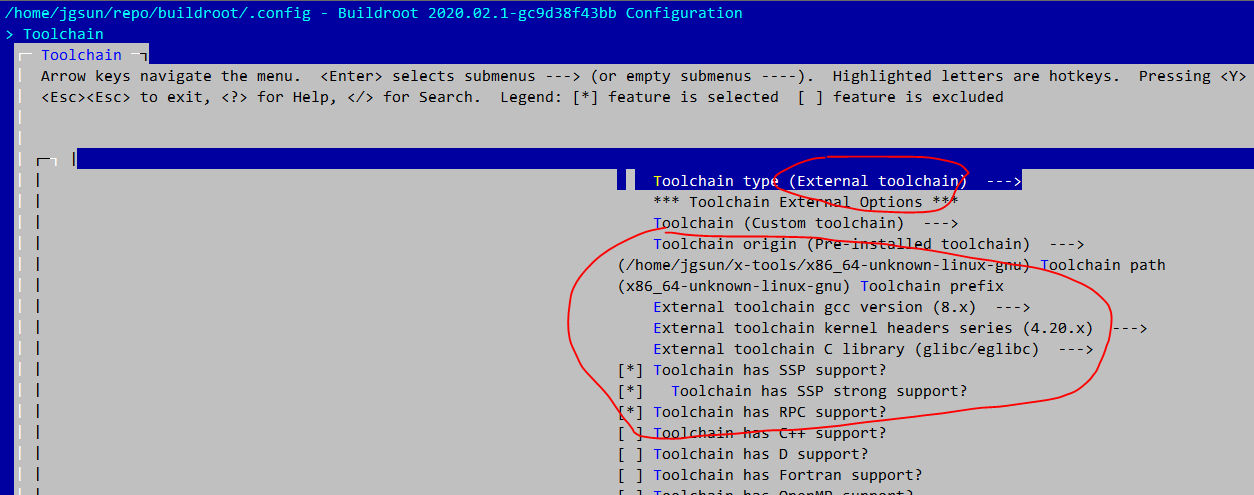 /home/jgsun/repo/buildroot/.config - Buildroot 2020.02.1-gc9d38f43bb Configuration
> Toolchain
Toolchain
Arrow keys navigate the menu.  <Enter> selects submenus ---> (or empty submenus ----).  Highlighted letters are hotkeys.  Pressing <Y>
<Esc><Esc> to exit, <?> for Help, </> for Search.  Legend: [*] feature is selected  [ ] feature is excluded
Toolchain type (External toolchain)  --->
*** Toolchain External Options ***
Toolchain (Custom toolchain)  --->
Toolchain origin (Pre-installed toolchain)  --->
(/home/jgsun/x-tools/x86_64-unknown-linux-gnu) Toolchain path
(x86_64-unknown-linux-gnu) Toolchain prefix
External toolchain gcc version (8.x)  --->
External toolchain kernel headers series (4.20.x)  --->
External toolchain C library (glibc/eglibc)  --->
[*] Toolchain has SSP support?
[*]   Toolchain has SSP strong support?
[*] Toolchain has RPC support?
[ ] Toolchain has C++ support?
[ ] Toolchain has D support?
[ ] Toolchain has Fortran support?
[ ] Toolchain has OpenMP support?